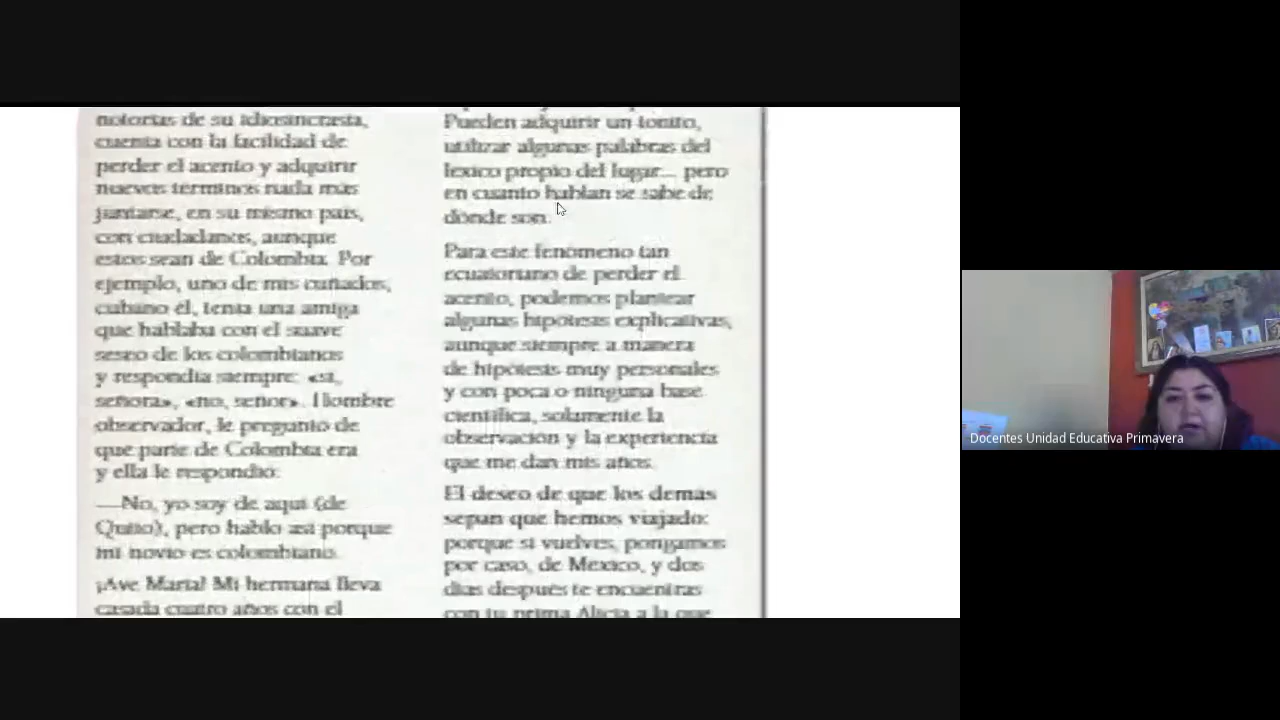 notorias de su idiosincrasia,
cuenta con la facilidad de
perder el acento y adquirir
nuevos términos nada más
juntarse, en su mismo país,
con ciudadanos, aunque
estos sean de Colombia. Por
ejemplo, uno de mis cuñados,
cubano él, tenía una amiga
que hablaba con el suave
seseo de los colombianos
y respondía siempre: «sí,
señora», «no, señor». Hombre
observador, le preguntó de
qué parte de Colombia era
y ella le respondió:
—No, yo soy de aquí (de
Quito), pero hablo así porque
mi novio es colombiano.
¡Ave María! Mi hermana lleva
casada cuatro años con el
Pueden adquirir un tonito,
utilizar algunas palabras del
léxico propio del lugar... pero
en cuanto hablan se sabe de
dónde son.
Para este fenómeno tan
ecuatoriano de perder el
acento, podemos plantear
algunas hipótesis explicativas,
aunque siempre a manera
de hipótesis muy personales
y con poca o ninguna base
científica, solamente la
observación y la experiencia
que me dan mis años.
El deseo de que los demás
sepan que hemos viajado:
porque si vuelves, pongamos
por caso, de México, y dos
días después te encuentras
con tu prima Alicia a la que
Docentes Unidad Educativa Primavera